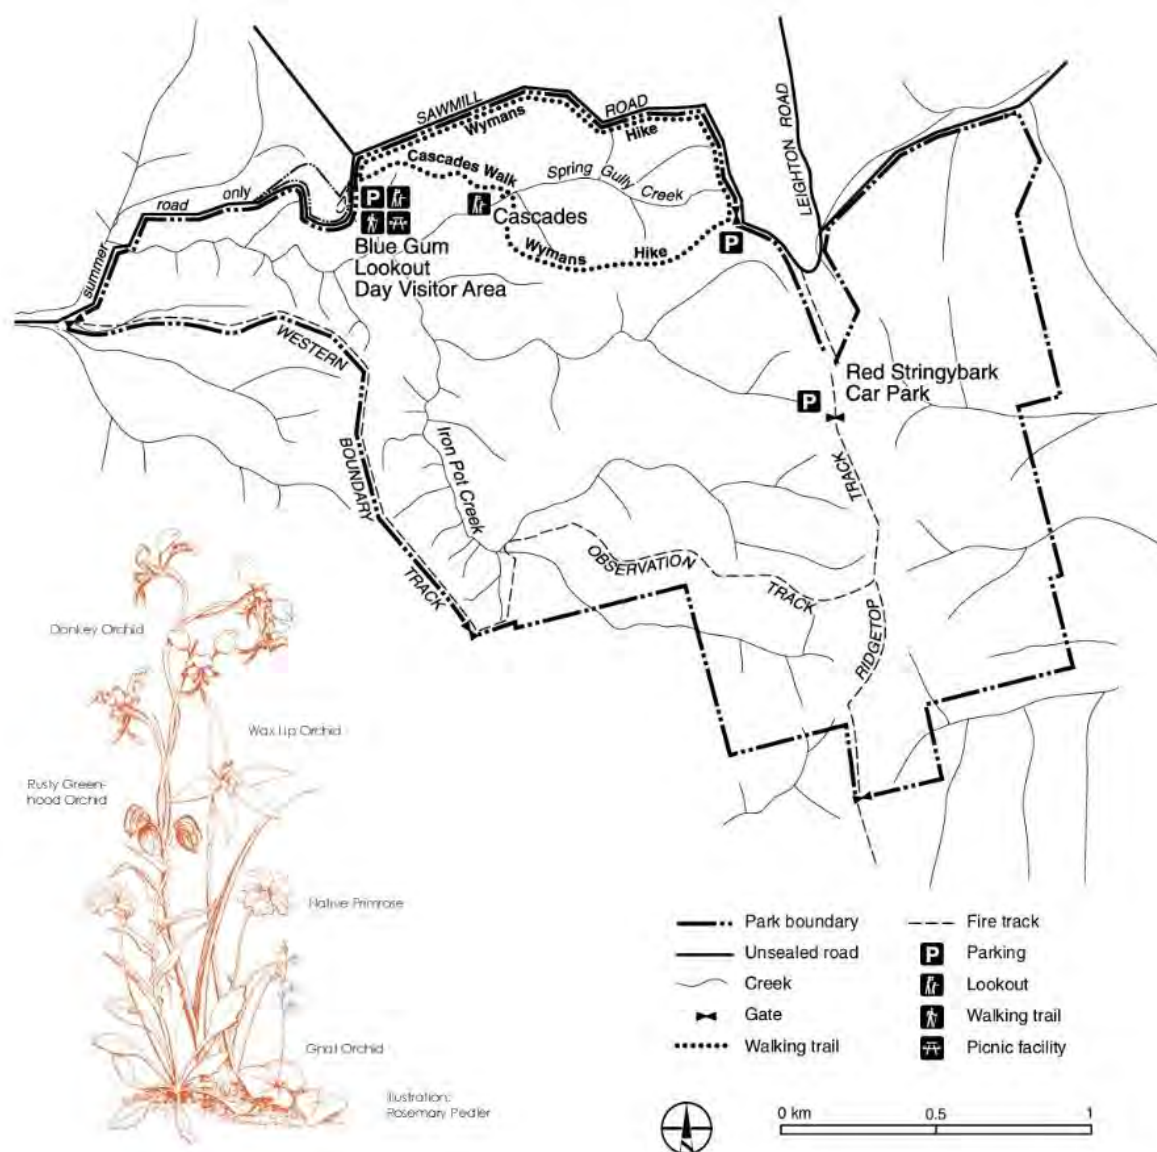 SAWMILL
ROAD
Wymans
Hike
LEIGHTON ROAD
Cascades Walk
Spring Gully Creek
road
only
summer
P
Cascades
Blue Gum
Lookout
Day Visitor Area
Wymans
Hike
P
WESTERN
BOUNDARY
TRACK
Red Stringybark
Car Park
P
Iron Pot Creek
TRACK
OBSERVATION
TRACK
RIDGETOP
Donkey Orchid
Wax Lip Orchid
Rusty Green-
hood Orchid
Native Primrose
Gnat Orchid
Illustration:
Rosemary Pedler
Park boundary
Unsealed road
Creek
Gate
Walking trail
Fire track
P Parking
Lookout
Walking trail
Picnic facility
N
0 km 0.5 1